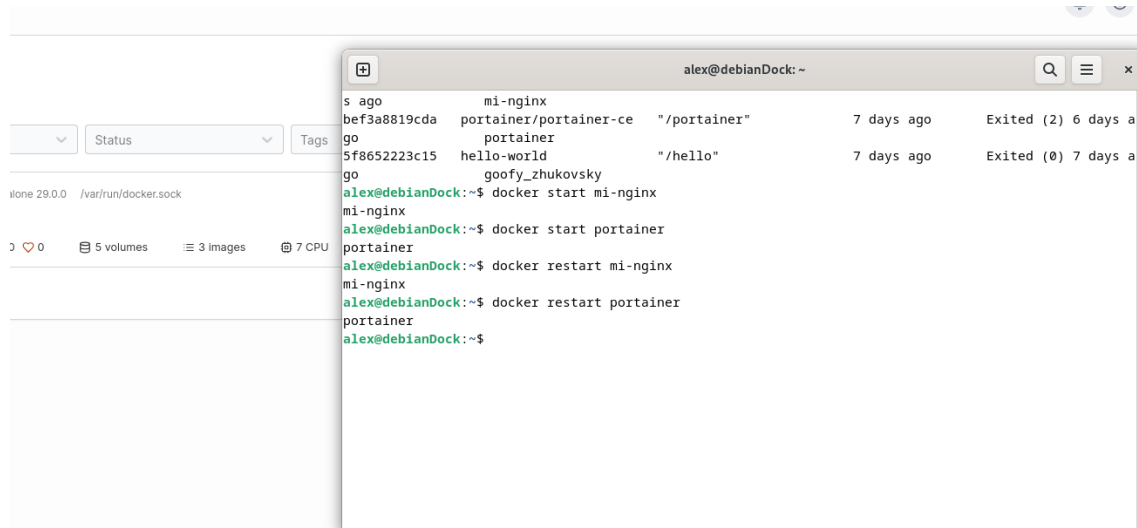 alex@debianDock: ~
s ago mi-nginx
bef3a8819cda portainer/portainer-ce "/portainer" 7 days ago Exited (2) 6 days a
go portainer
5f8652223c15 hello-world "/hello" 7 days ago Exited (0) 7 days a
go goofy_zhukovsky
alex@debianDock:~$ docker start mi-nginx
mi-nginx
alex@debianDock:~$ docker start portainer
portainer
alex@debianDock:~$ docker restart mi-nginx
mi-nginx
alex@debianDock:~$ docker restart portainer
portainer
alex@debianDock:~$
Status Tags
alone 29.0.0 /var/run/docker.sock
0 0 5 volumes 3 images 7 CPU